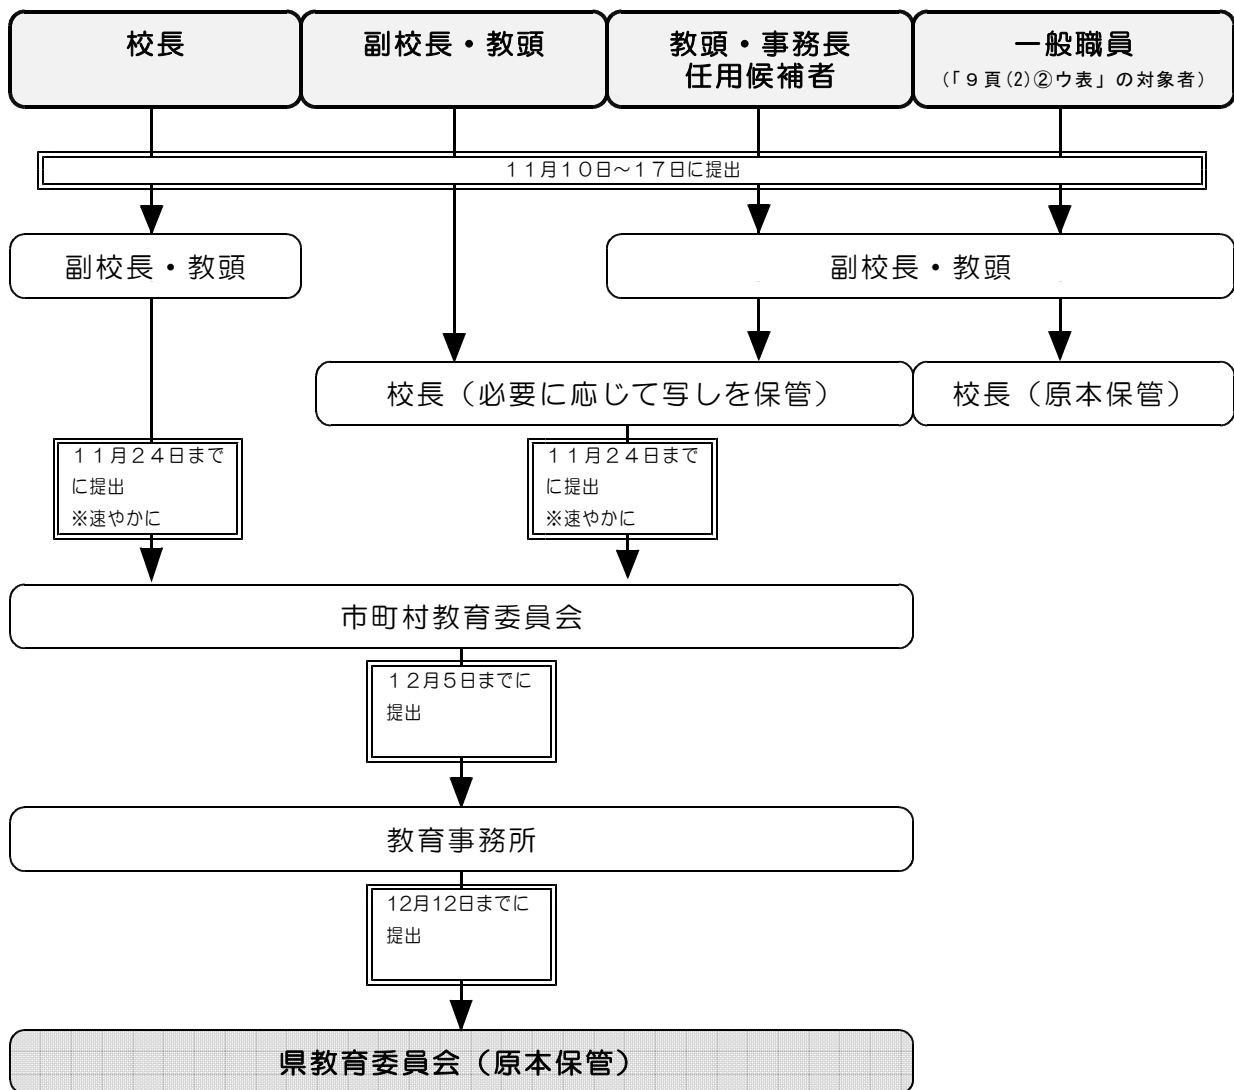 校長
副校長・教頭
教頭・事務長
任用候補者
一般職員
（「９頁(2)②ウ表」の対象者）
１１月１０日～１７日に提出
副校長・教頭
副校長・教頭
校長（必要に応じて写しを保管）
校長（原本保管）
１１月２４日まで
に提出
※速やかに
１１月２４日まで
に提出
※速やかに
市町村教育委員会
１２月５日までに
提出
教育事務所
12月12日までに
提出
県教育委員会（原本保管）